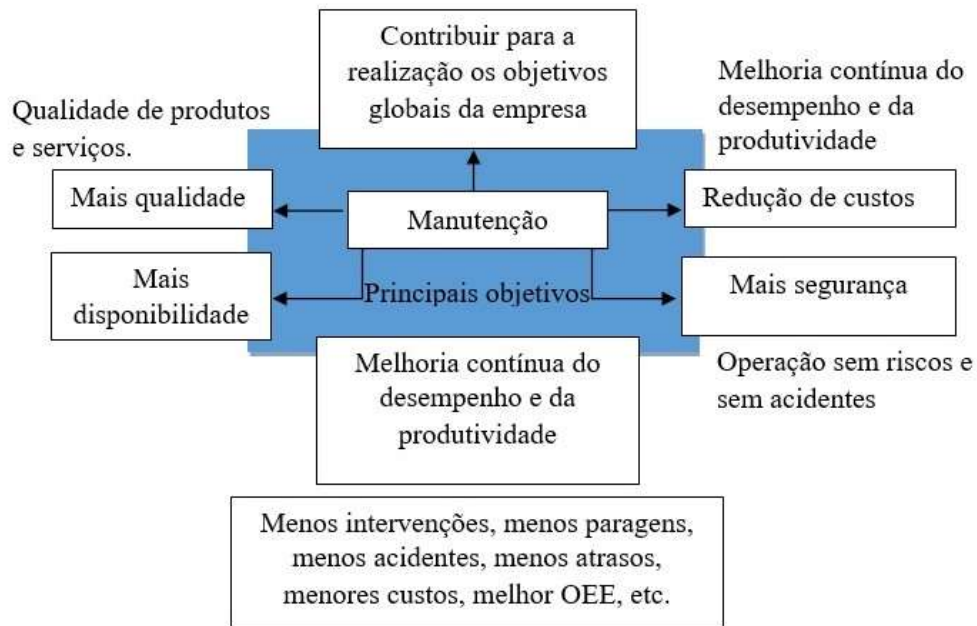 Contribuir para a
realização os objetivos
globais da empresa
Qualidade de produtos
e serviços.
Melhoria contínua do
desempenho e da
produtividade
Mais qualidade
Manutenção
Redução de custos
Mais
disponibilidade
Principais objetivos
Mais segurança
Melhoria contínua do
desempenho e da
produtividade
Operação sem riscos e
sem acidentes
Menos intervenções, menos paragens,
menos acidentes, menos atrasos,
menores custos, melhor OEE, etc.